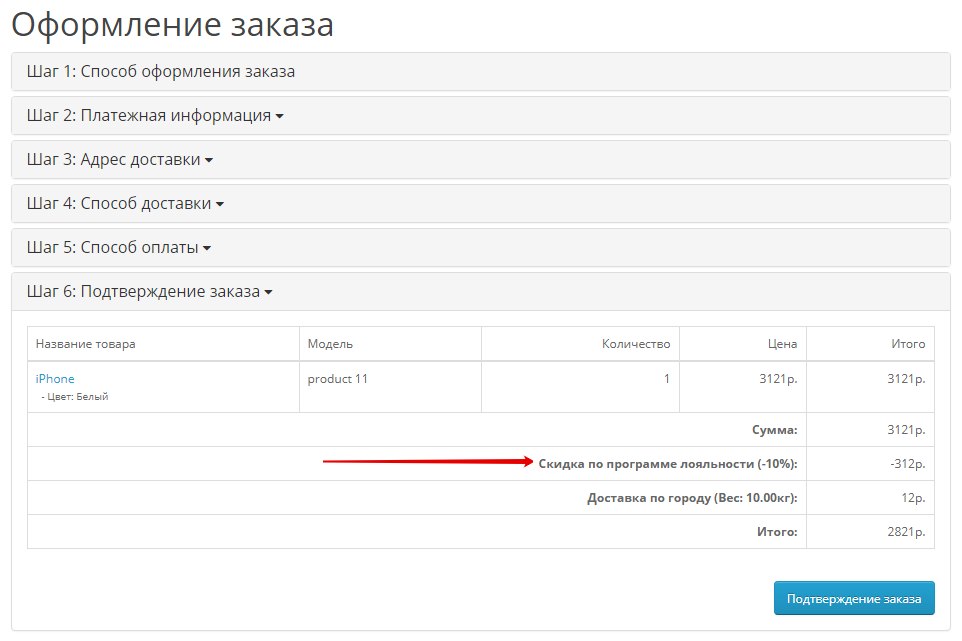 Оформление заказа
Шаг 1: Способ оформления заказа
Шаг 2: Платежная информация
Шаг 3: Адрес доставки
Шаг 4: Способ доставки
Шаг 5: Способ оплаты
Шаг 6: Подтверждение заказа
Название товара Модель Количество Цена Итого
iPhone product 11 1 3121р. 3121р.
- Цвет: Белый
Сумма: 3121р.
Скидка по программе лояльности (-10%): -312р.
Доставка по городу (Вес: 10.00кг): 12р.
Итого: 2821р.
Подтверждение заказа